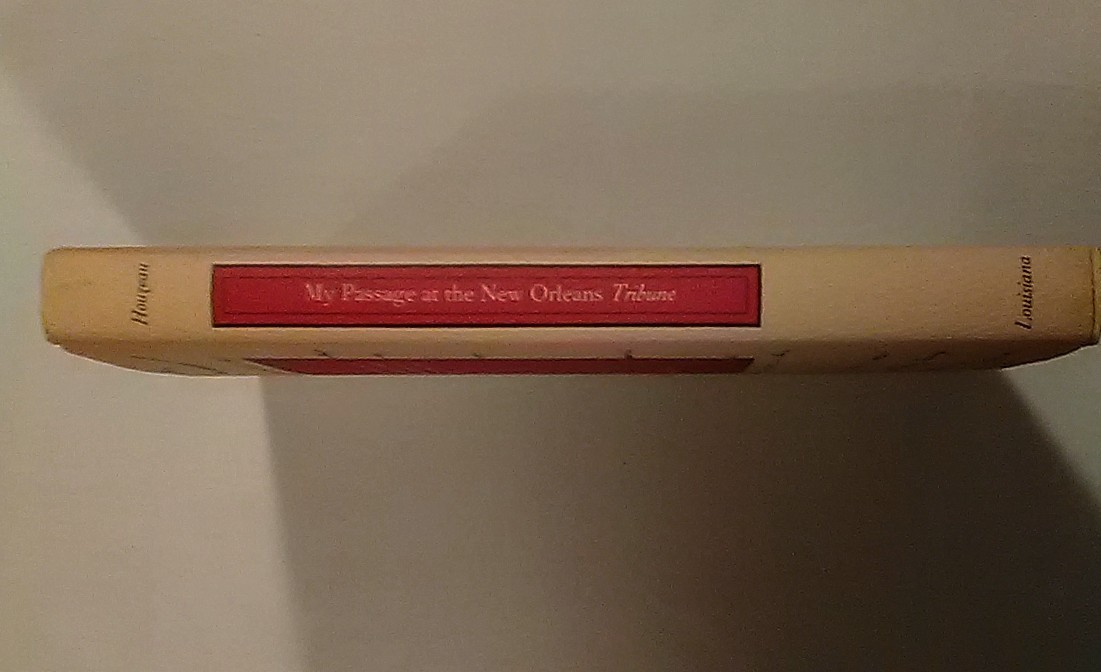 Houzeau
My Passage at the New Orleans Tribune
Louisiana